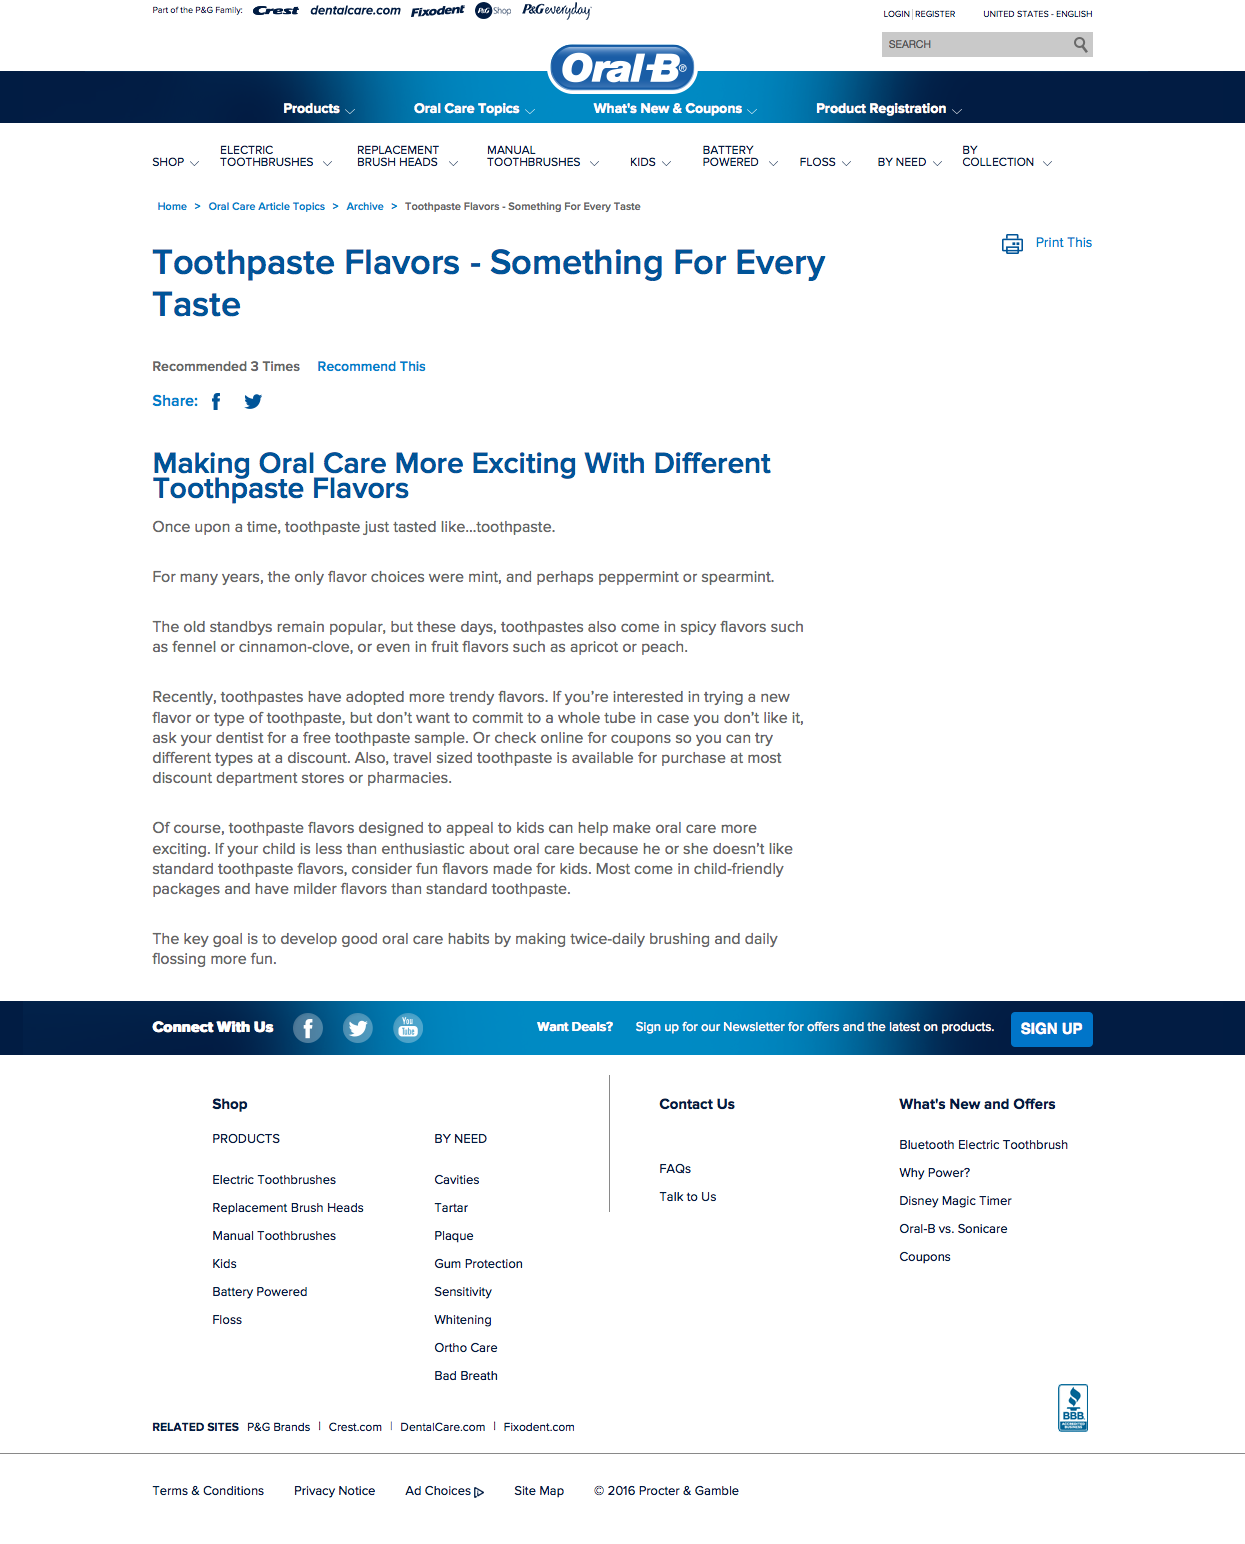 Part of the P&G Family: Crest dentalcare.com Fixodent P&G Shop P&G everyday
LOGIN REGISTER UNITED STATES - ENGLISH
SEARCH
Oral-B®
Products Oral Care Topics What's New & Coupons Product Registration
SHOP ELECTRIC TOOTHBRUSHES REPLACEMENT BRUSH HEADS MANUAL TOOTHBRUSHES KIDS BATTERY POWERED FLOSS BY NEED BY COLLECTION
Home > Oral Care Article Topics > Archive > Toothpaste Flavors - Something For Every Taste
Print This
Toothpaste Flavors - Something For Every
Taste
Recommended 3 Times Recommend This
Share:
Making Oral Care More Exciting With Different
Toothpaste Flavors
Once upon a time, toothpaste just tasted like...toothpaste.
For many years, the only flavor choices were mint, and perhaps peppermint or spearmint.
The old standbys remain popular, but these days, toothpastes also come in spicy flavors such
as fennel or cinnamon-clove, or even in fruit flavors such as apricot or peach.
Recently, toothpastes have adopted more trendy flavors. If you're interested in trying a new
flavor or type of toothpaste, but don't want to commit to a whole tube in case you don't like it,
ask your dentist for a free toothpaste sample. Or check online for coupons so you can try
different types at a discount. Also, travel sized toothpaste is available for purchase at most
discount department stores or pharmacies.
Of course, toothpaste flavors designed to appeal to kids can help make oral care more
exciting. If your child is less than enthusiastic about oral care because he or she doesn't like
standard toothpaste flavors, consider fun flavors made for kids. Most come in child-friendly
packages and have milder flavors than standard toothpaste.
The key goal is to develop good oral care habits by making twice-daily brushing and daily
flossing more fun.
Connect With Us You Tube Want Deals? Sign up for our Newsletter for offers and the latest on products. SIGN UP
Shop
PRODUCTS
Electric Toothbrushes
Replacement Brush Heads
Manual Toothbrushes
Kids
Battery Powered
Floss
BY NEED
Cavities
Tartar
Plaque
Gum Protection
Sensitivity
Whitening
Ortho Care
Bad Breath
Contact Us
FAQs
Talk to Us
What's New and Offers
Bluetooth Electric Toothbrush
Why Power?
Disney Magic Timer
Oral-B vs. Sonicare
Coupons
BBB
ACCREDITED
BUSINESS
RELATED SITES P&G Brands | Crest.com | DentalCare.com | Fixodent.com
Terms & Conditions Privacy Notice Ad Choices Site Map © 2016 Procter & Gamble